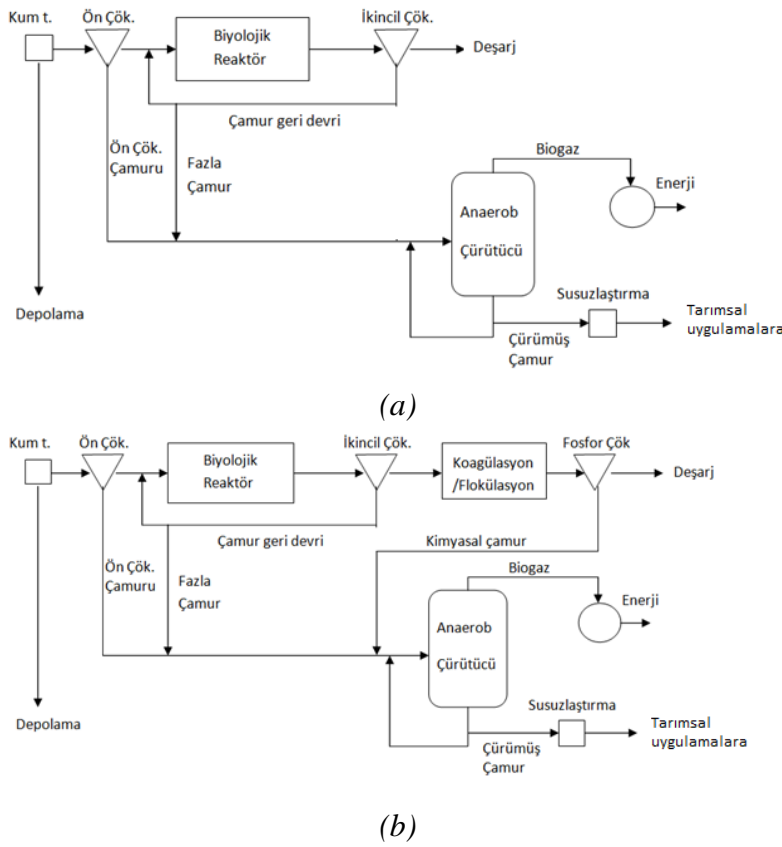 Kum t.
Ön Çök.
Biyolojik
Reaktör
İkincil Çök.
Deşarj
Çamur geri devri
Ön Çök.
Çamuru
Fazla
Çamur
Biogaz
Enerji
Anaerob
Çürütücü
Depolama
Susuzlaştırma
Çürümüş
Çamur
Tarımsal
uygulamalara
(a)
Kum t.
Ön Çök.
Biyolojik
Reaktör
İkincil Çök.
Koagülasyon
/Flokülasyon
Fosfor Çök
Deşarj
Çamur geri devri
Kimyasal çamur
Ön Çök.
Çamuru
Fazla
Çamur
Biogaz
Enerji
Anaerob
Çürütücü
Depolama
Susuzlaştırma
Çürümüş
Çamur
Tarımsal
uygulamalara
(b)